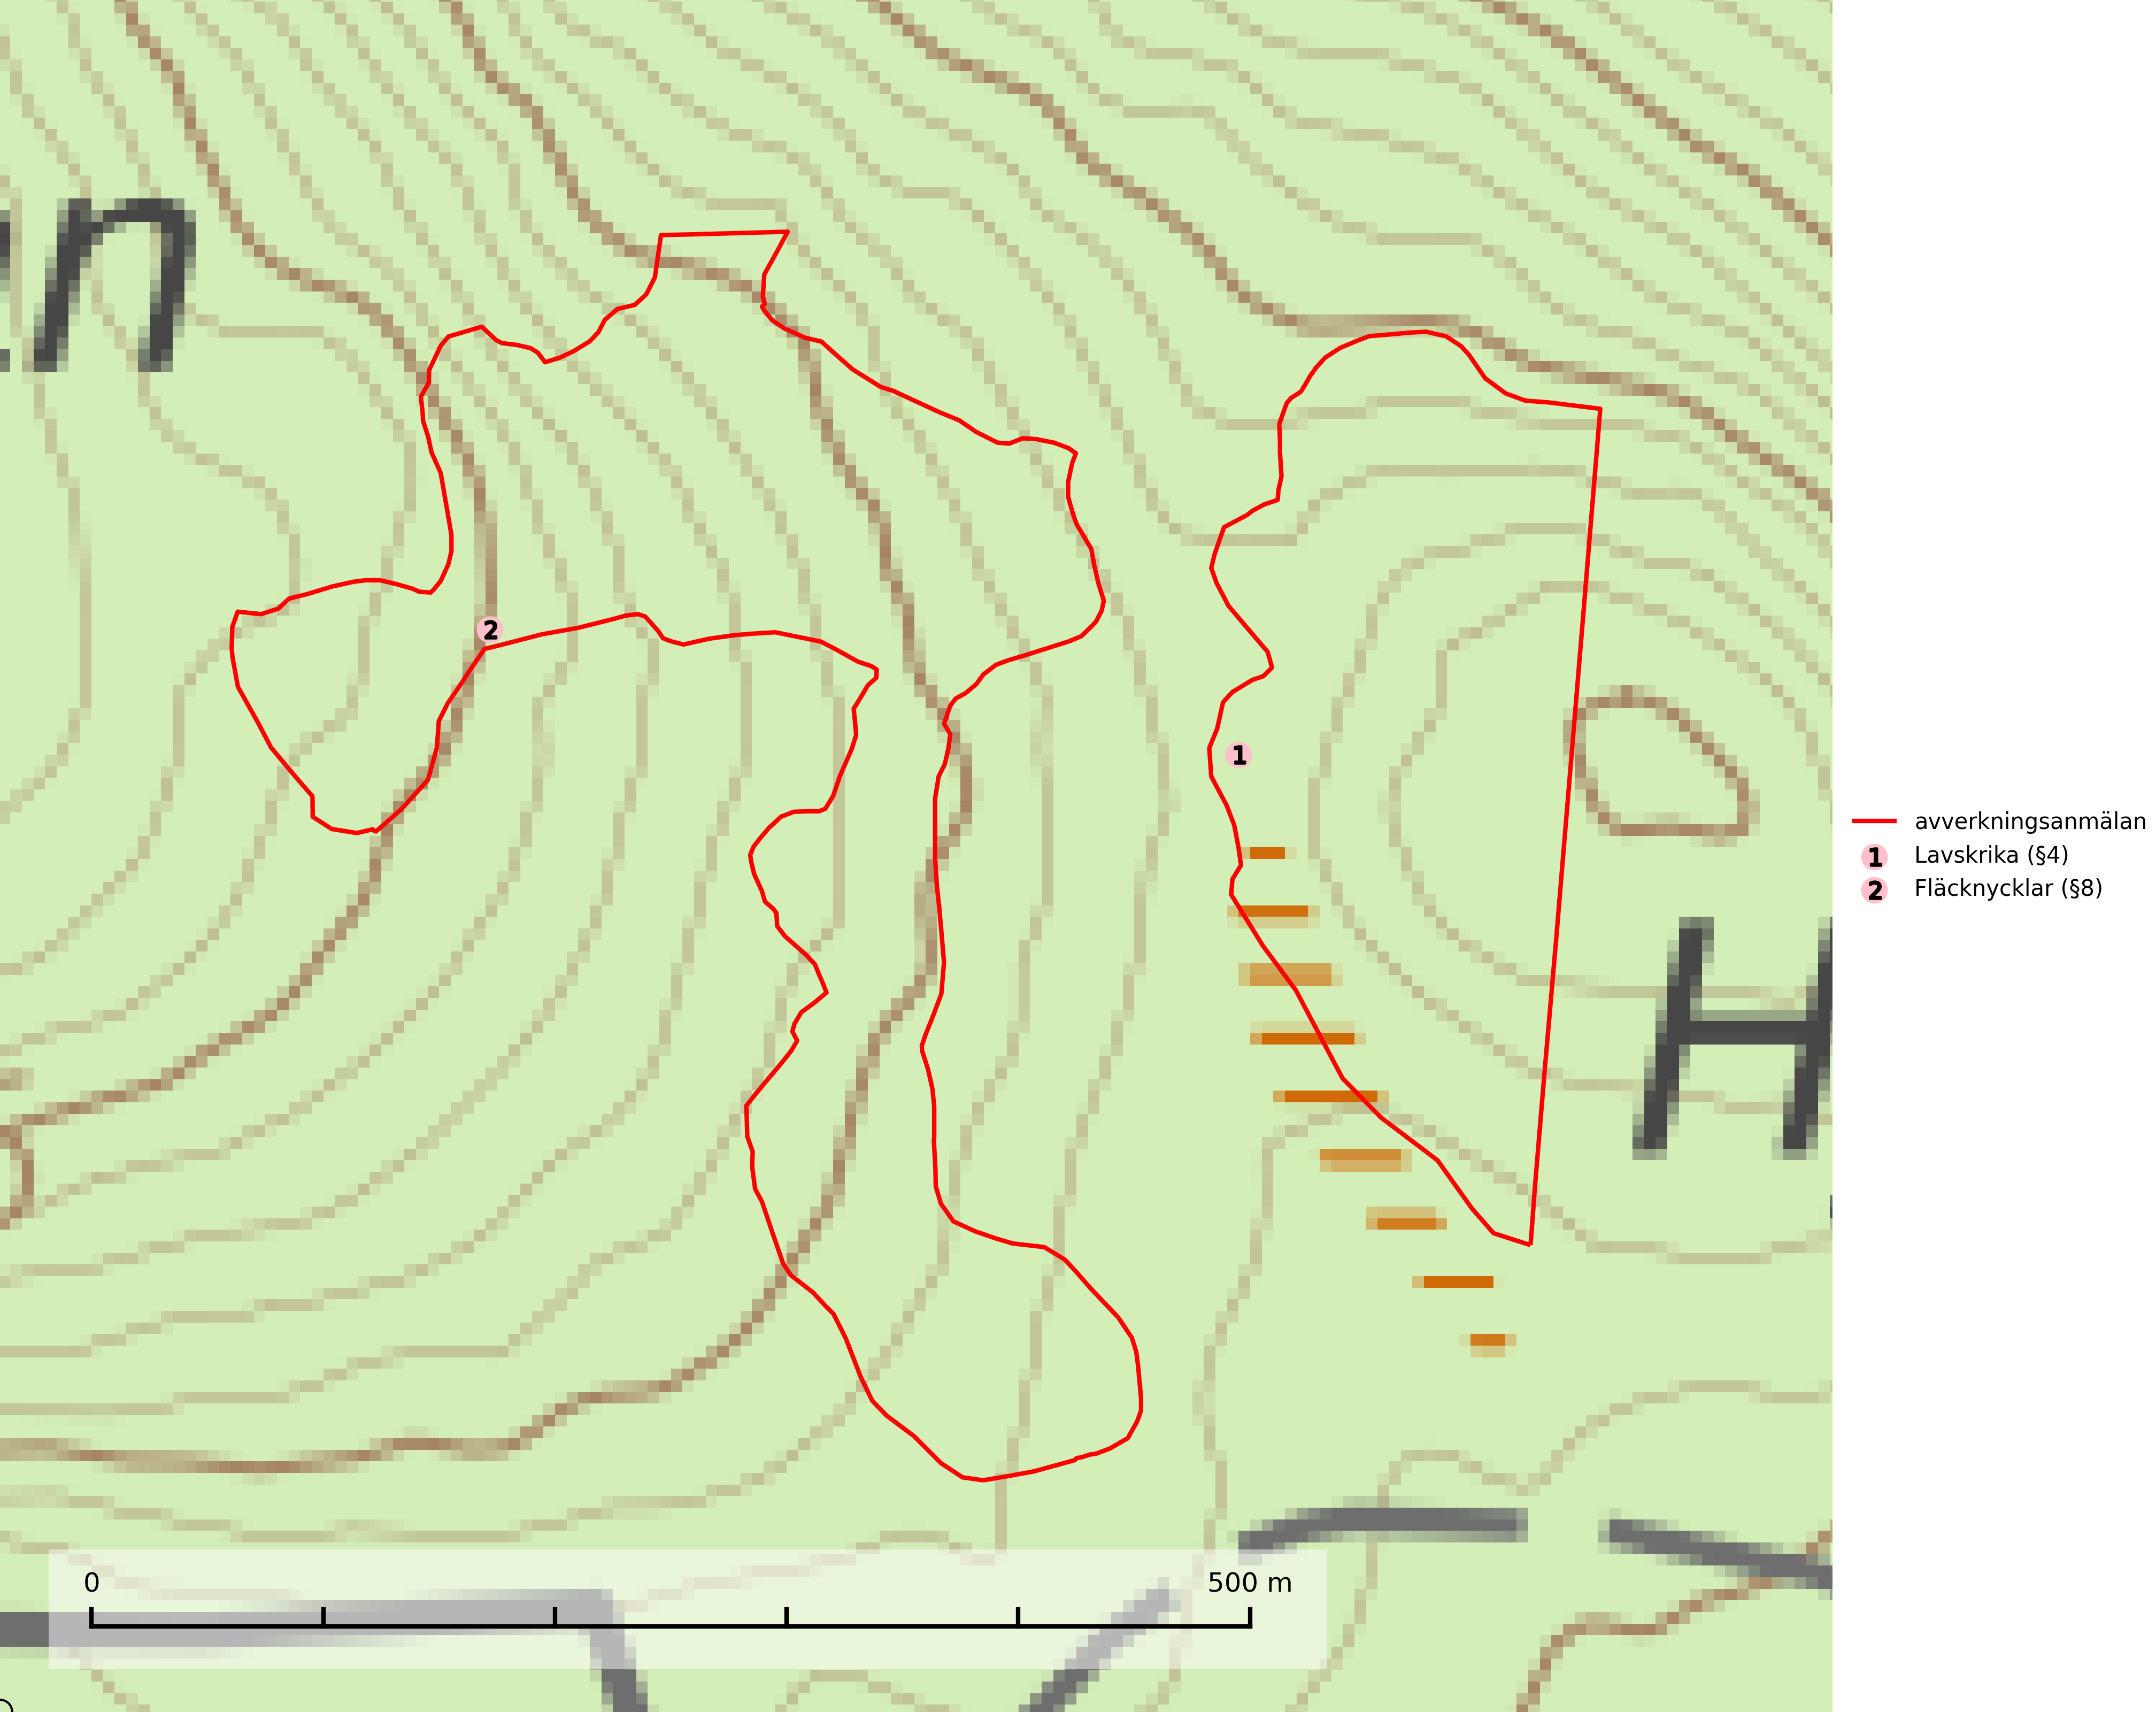 n
2
1
H
avverkningsanmälan
1 Lavskrika (§4)
2 Fläcknycklar (§8)
0 500 m